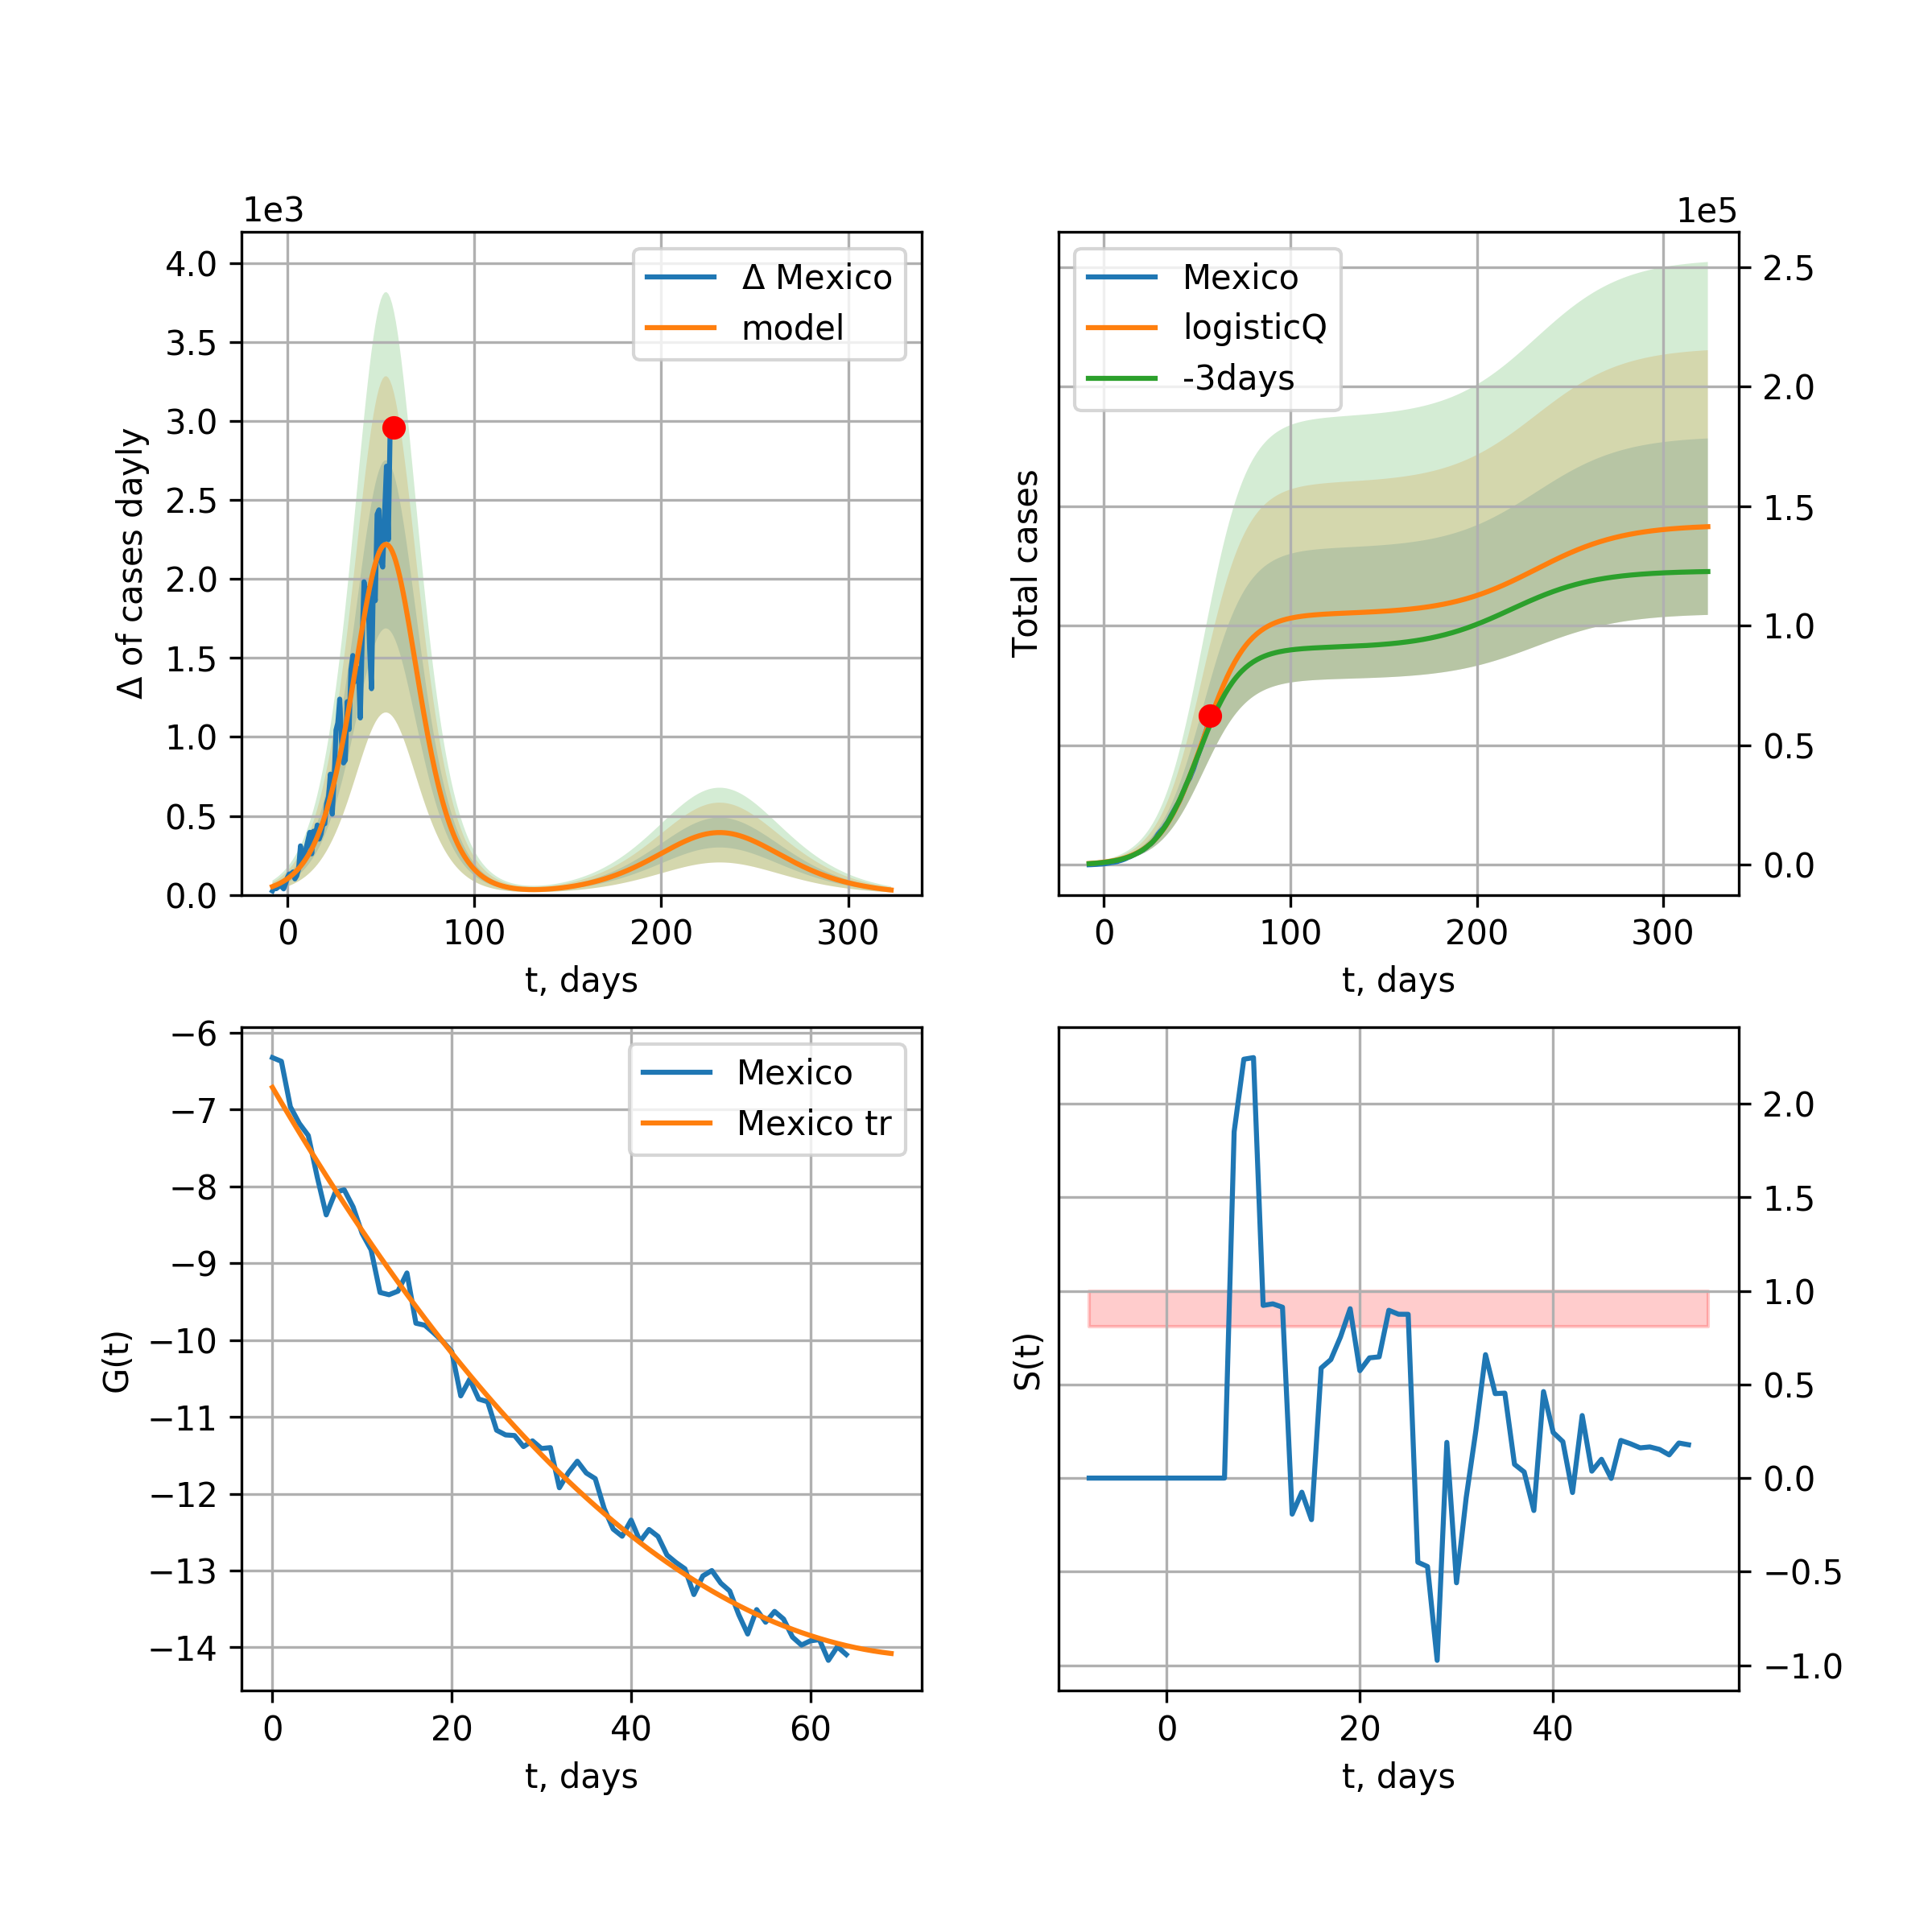 1e3
4.0
3.5
3.0
2.5
2.0
1.5
1.0
0.5
0.0
Δ of cases dayly
Δ Mexico
model
0 100 200 300
t, days
1e5
Mexico
logisticQ
-3days
Total cases
2.5
2.0
1.5
1.0
0.5
0.0
0 100 200 300
t, days
−6
−7
−8
−9
−10
−11
−12
−13
−14
G(t)
Mexico
Mexico tr
0 20 40 60
t, days
S(t)
2.0
1.5
1.0
0.5
0.0
−0.5
−1.0
0 20 40
t, days